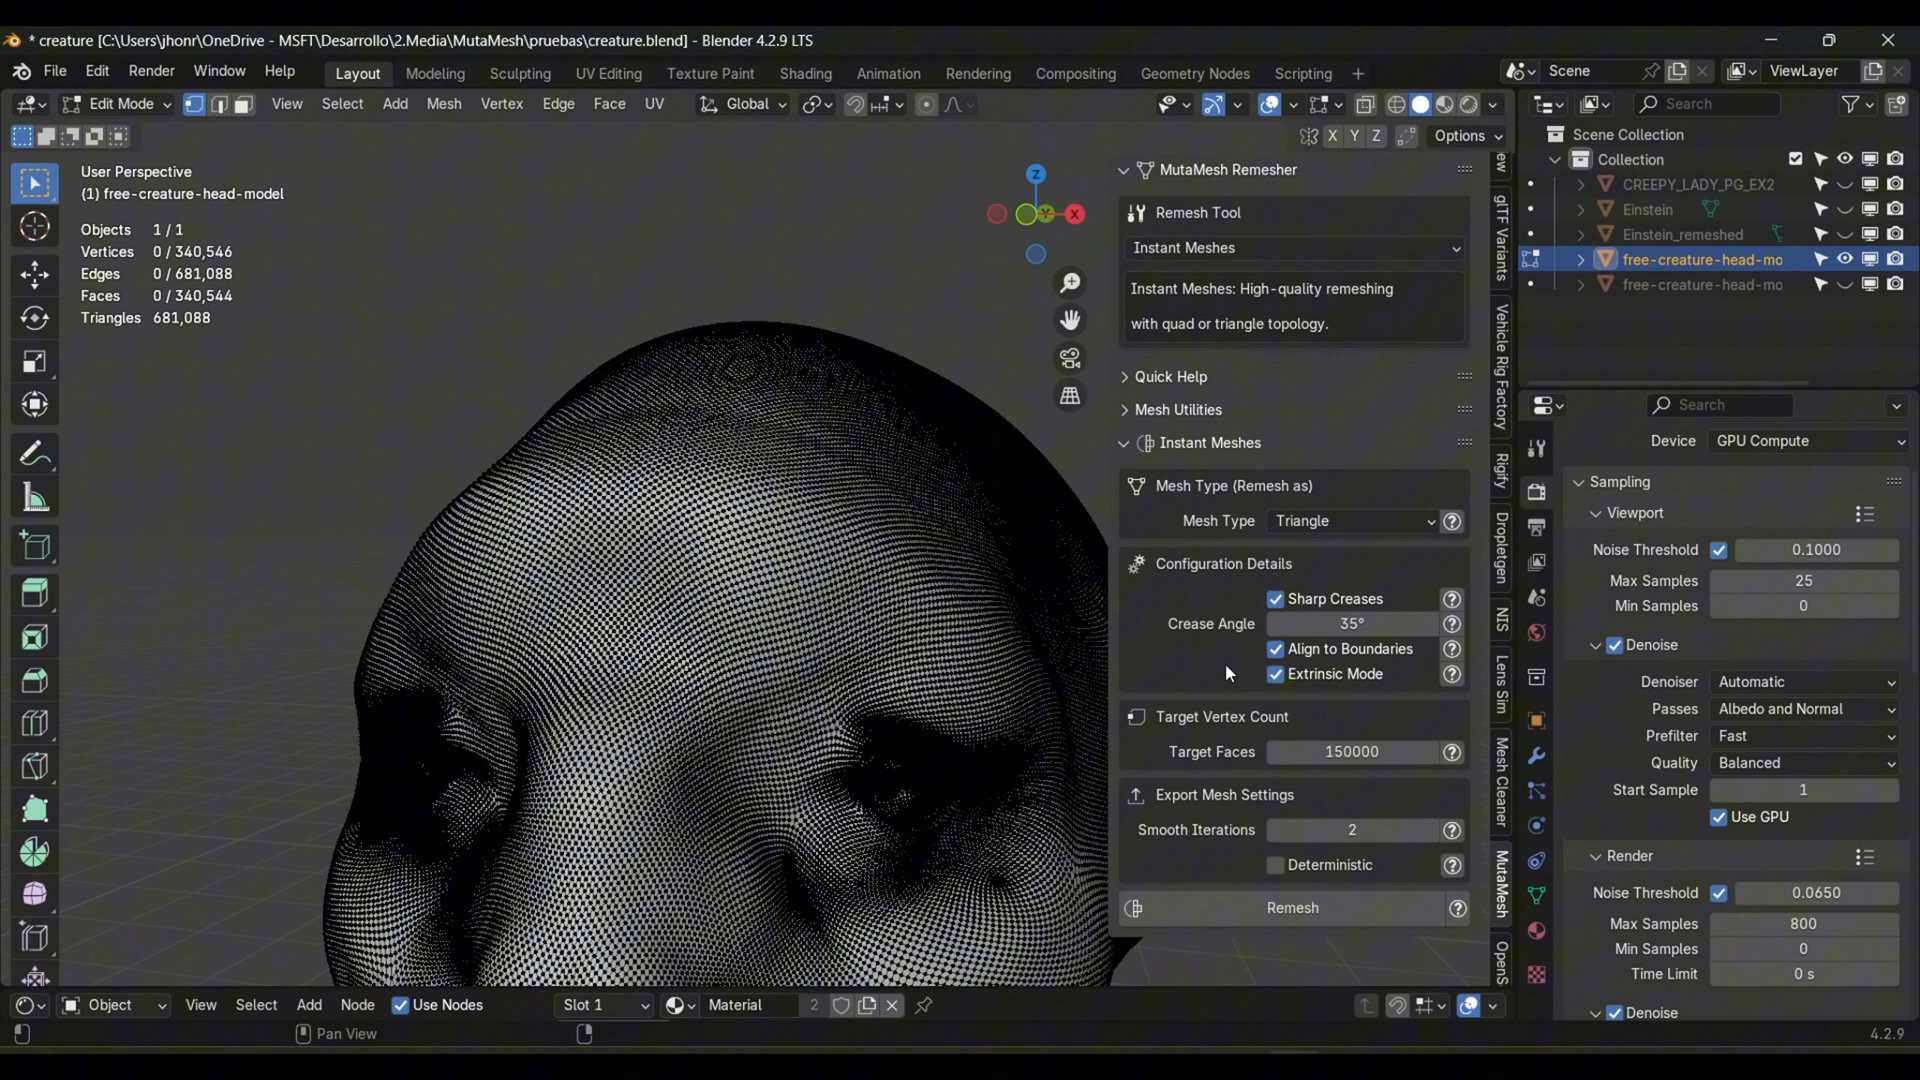 * creature [C:\Users\jhonr\OneDrive - MSFT\Desarrollo\2.Media\MutaMesh\pruebas\creature.blend] - Blender 4.2.9 LTS
File Edit Render Window Help Layout Modeling Sculpting UV Editing Texture Paint Shading Animation Rendering Compositing Geometry Nodes Scripting + Scene ViewLayer
Edit Mode View Select Add Mesh Vertex Edge Face UV Global Search
X Y Z Options
User Perspective
(1) free-creature-head-model
Objects 1 / 1
Vertices 0 / 340,546
Edges 0 / 681,088
Faces 0 / 340,544
Triangles 681,088
Z
X
MutaMesh Remesher
Remesh Tool
Instant Meshes
Instant Meshes: High-quality remeshing
with quad or triangle topology.
Quick Help
Mesh Utilities
Instant Meshes
Mesh Type (Remesh as)
Mesh Type Triangle
Configuration Details
Sharp Creases
Crease Angle 35°
Align to Boundaries
Extrinsic Mode
Target Vertex Count
Target Faces 150000
Export Mesh Settings
Smooth Iterations 2
Deterministic
Remesh
glTF Variants
Vehicle Rig Factory
Rigify
Dropletgen
NIS
Lens Sim
Mesh Cleaner
MutaMesh
OpenS
Scene Collection
Collection
CREEPY_LADY_PG_EX2
Einstein
Einstein_remeshed
free-creature-head-mo
free-creature-head-mo
Search
Device GPU Compute
Sampling
Viewport
Noise Threshold 0.1000
Max Samples 25
Min Samples 0
Denoise
Denoiser Automatic
Passes Albedo and Normal
Prefilter Fast
Quality Balanced
Start Sample 1
Use GPU
Render
Noise Threshold 0.0650
Max Samples 800
Min Samples 0
Time Limit 0 s
Denoise
Object View Select Add Node Use Nodes Slot 1 Material 2
Pan View
4.2.9